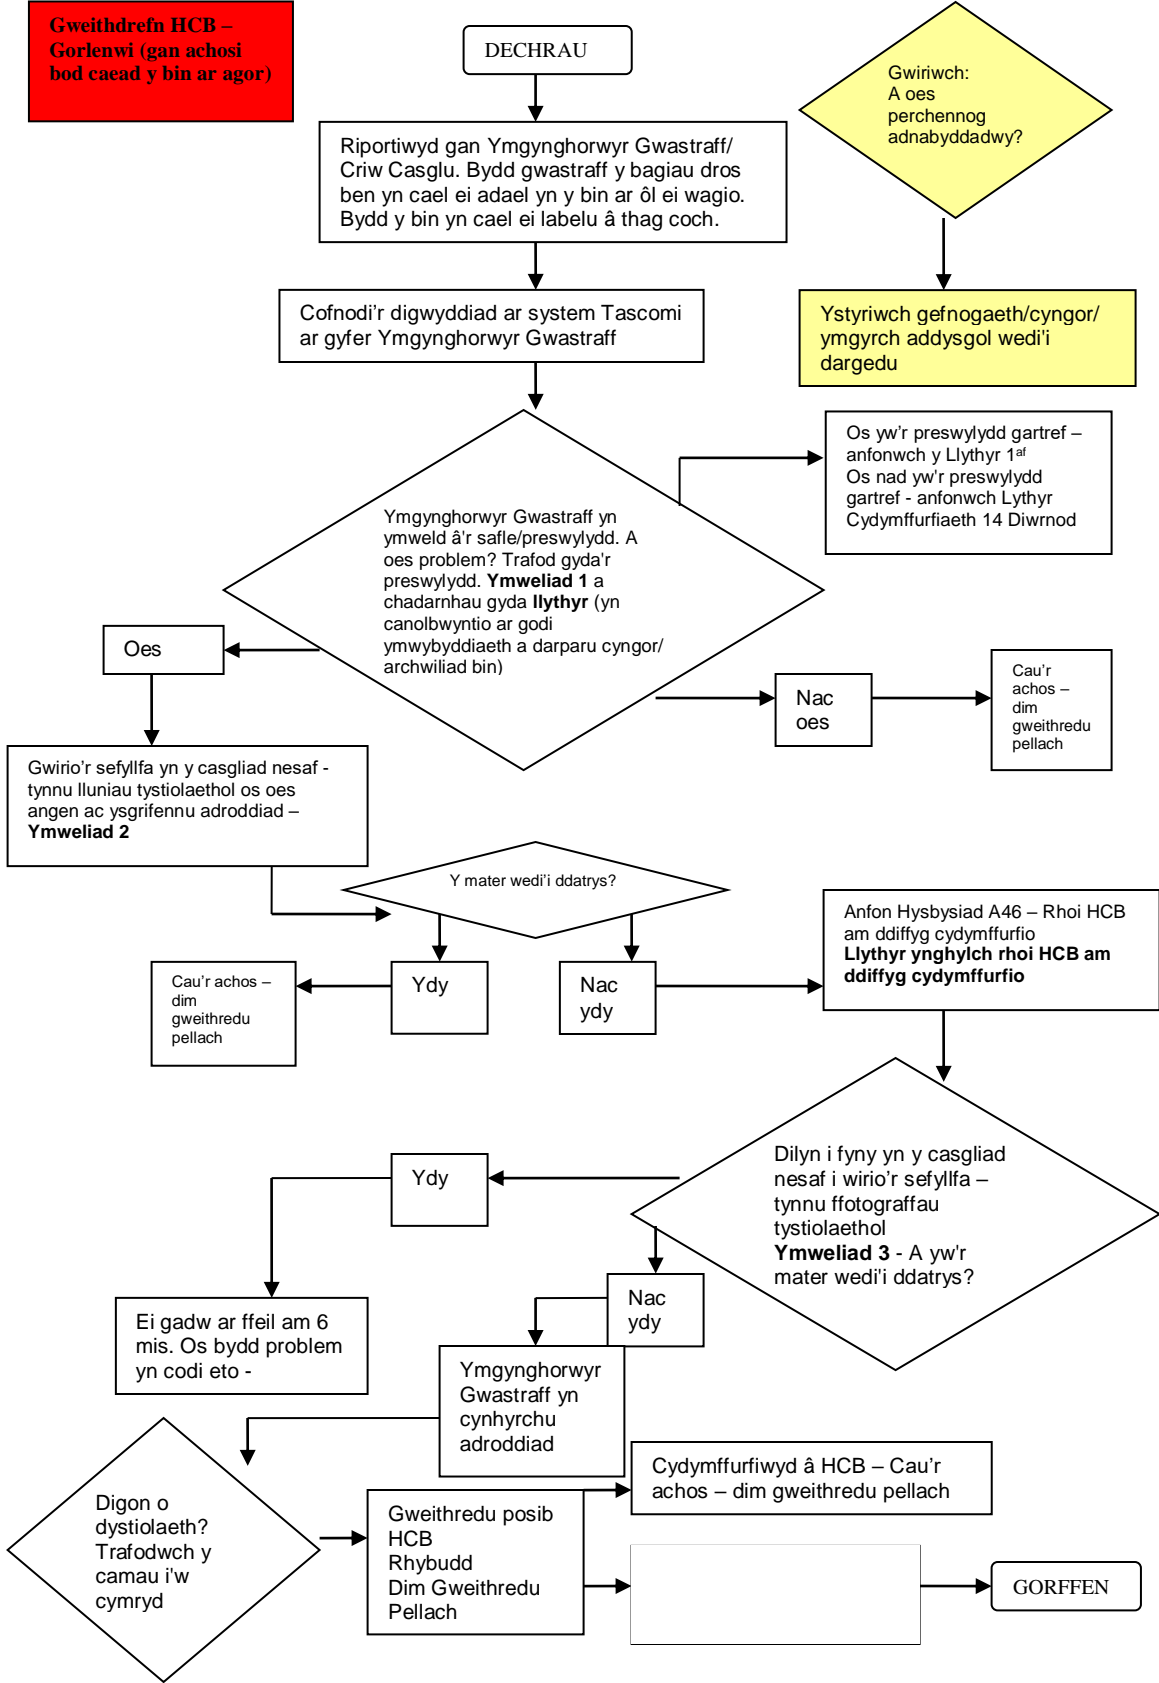 Gweithdrefn HCB –
Gorlenwi (gan achosi
bod caead y bin ar agor)
DECHRAU
Gwiriwch:
A oes
perchennog
adnabyddadwy?
Riportiwyd gan Ymgynghorwyr Gwastraff/
Criw Casglu. Bydd gwastraff y bagiau dros
ben yn cael ei adael yn y bin ar ôl ei wagio.
Bydd y bin yn cael ei labelu â thag coch.
Cofnodi’r digwyddiad ar system Tascomi
ar gyfer Ymgynghorwyr Gwastraff
Ystyriwch gefnogaeth/cyngor/
ymgyrch addysgol wedi'i
dargedu
Os yw'r preswylydd gartref –
anfonwch y Llythyr 1af
Os nad yw'r preswylydd
gartref - anfonwch Lythyr
Cydymffurfiaeth 14 Diwrnod
Ymgynghorwyr Gwastraff yn
ymweld â'r safle/preswylydd. A
oes problem? Trafod gyda'r
preswylydd. Ymweliad 1 a
chadarnhau gyda llythyr (yn
canolbwyntio ar godi
ymwybyddiaeth a darparu cyngor/
archwiliad bin)
Oes
Nac
oes
Cau'r
achos –
dim
gweithredu
pellach
Gwirio’r sefyllfa yn y casgliad nesaf -
tynnu lluniau tystiolaethol os oes
angen ac ysgrifennu adroddiad –
Ymweliad 2
Y mater wedi'i ddatrys?
Anfon Hysbysiad A46 – Rhoi HCB
am ddiffyg cydymffurfio
Llythyr ynghylch rhoi HCB am
ddiffyg cydymffurfio
Cau'r achos –
dim
gweithredu
pellach
Ydy
Nac
ydy
Dilyn i fyny yn y casgliad
nesaf i wirio’r sefyllfa –
tynnu ffotograffau
tystiolaethol
Ymweliad 3 - A yw'r
mater wedi'i ddatrys?
Ydy
Nac
ydy
Ei gadw ar ffeil am 6
mis. Os bydd problem
yn codi eto -
Ymgynghorwyr
Gwastraff yn
cynhyrchu
adroddiad
Digon o
dystiolaeth?
Trafodwch y
camau i'w
cymryd
Gweithredu posib
HCB
Rhybudd
Dim Gweithredu
Pellach
Cydymffurfiwyd â HCB – Cau’r
achos – dim gweithredu pellach
GORFFEN